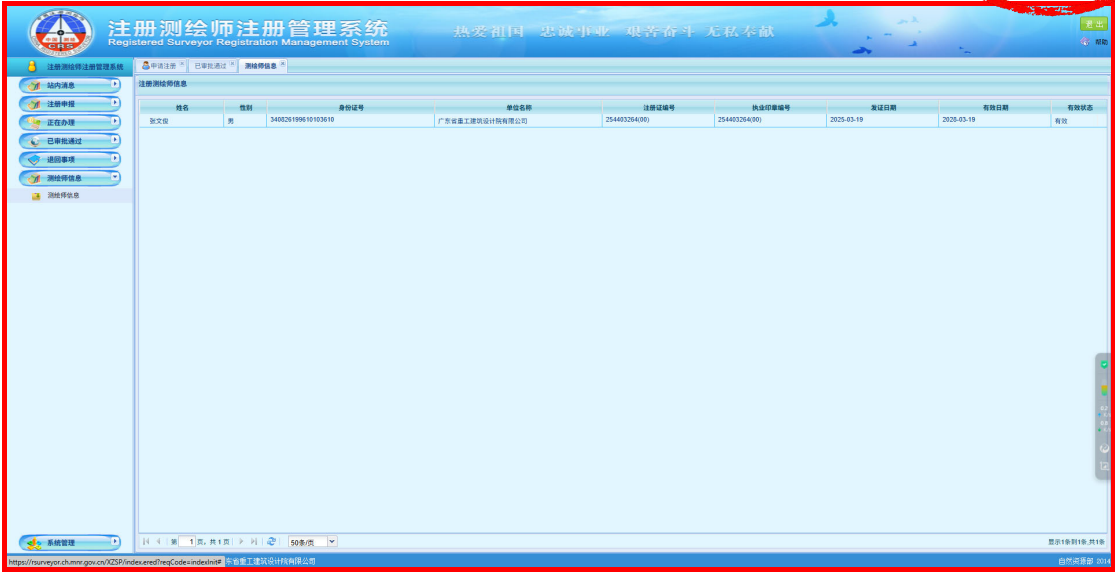 注册测绘师注册管理系统
Registered Surveyor Registration Management System
热爱祖国 忠诚事业 艰苦奋斗 无私奉献
中国 测绘
CRS
退出
帮助
注册测绘师注册管理系统
申请注册 已审批通过 测绘师信息
站内消息
注册申报
正在办理
已审批通过
退回事项
测绘师信息
测绘师信息
系统管理
注册测绘师信息
姓名 性别 身份证号 单位名称 注册证编号 执业印章编号 发证日期 有效日期 有效状态
张文俊 男 340826199610103610 广东省重工建筑设计院有限公司 254403264(00) 254403264(00) 2025-03-19 2028-03-19 有效
第 1 页, 共 1 页 50条/页
显示1条到1条,共1条
https://rsurveyor.ch.mnr.gov.cn/XZSP/index.ered?reqCode=indexInit# 东省重工建筑设计院有限公司
自然资源部 2014